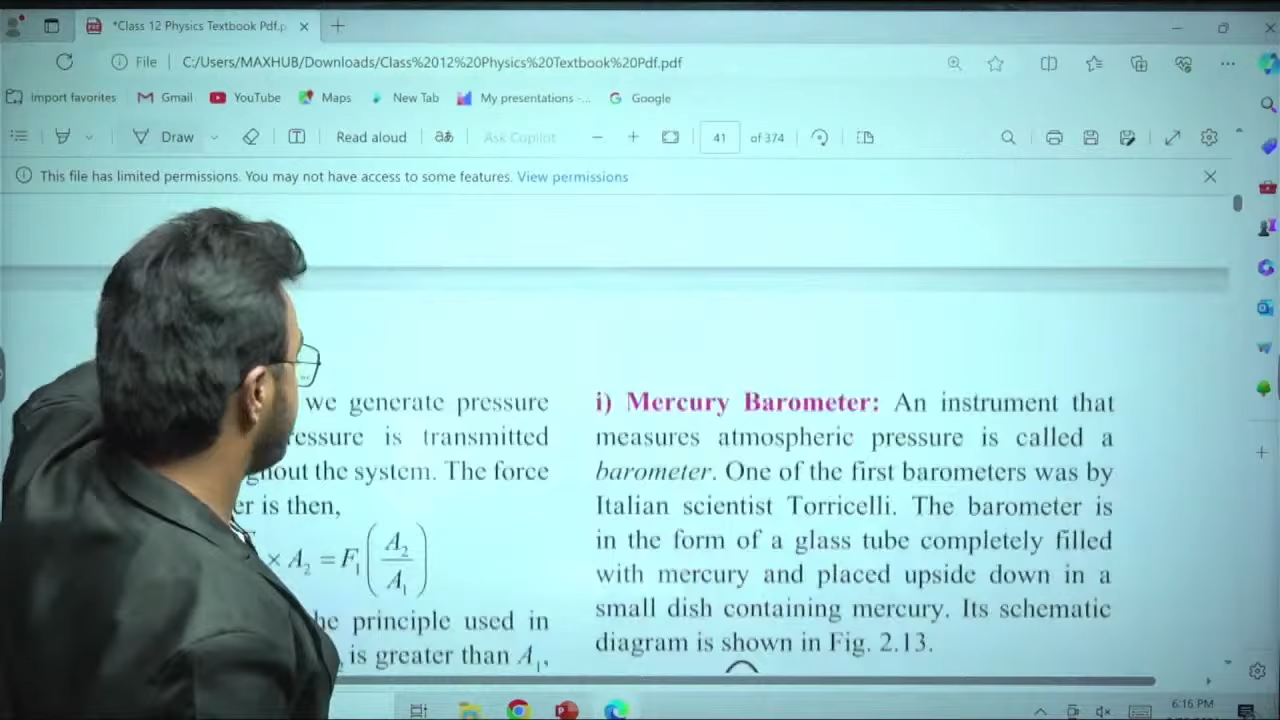 *Class 12 Physics Textbook Pdf.p
File
C:/Users/MAXHUB/Downloads/Class%2012%20Physics%20Textbook%20Pdf.pdf
Import favorites
Gmail
YouTube
Maps
New Tab
My presentations -...
Google
Draw
Read aloud
Ask Copilot
41
of 374
This file has limited permissions. You may not have access to some features. View permissions
we generate pressure
ressure is transmitted
ghout the system. The force
er is then,
× A₂ = F₁ (A₂/A₁)
he principle used in
is greater than A₁,
i) Mercury Barometer: An instrument that
measures atmospheric pressure is called a
barometer. One of the first barometers was by
Italian scientist Torricelli. The barometer is
in the form of a glass tube completely filled
with mercury and placed upside down in a
small dish containing mercury. Its schematic
diagram is shown in Fig. 2.13.
6:16 PM